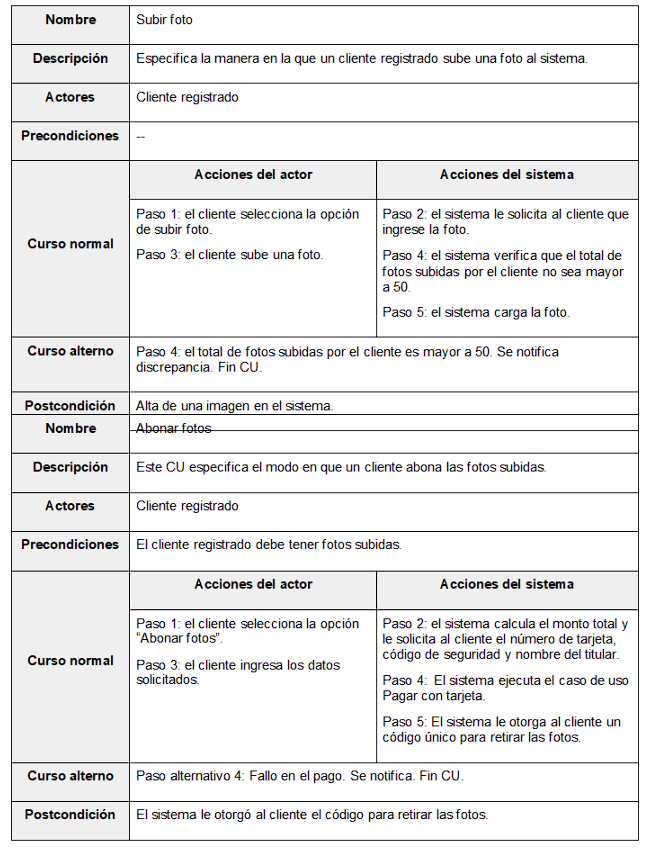 Nombre
Subir foto
Descripción
Especifica la manera en la que un cliente registrado sube una foto al sistema.
Actores
Cliente registrado
Precondiciones
--
Curso normal
Acciones del actor
Acciones del sistema
Paso 1: el cliente selecciona la opción
de subir foto.
Paso 3: el cliente sube una foto.
Paso 2: el sistema le solicita al cliente que
ingrese la foto.
Paso 4: el sistema verifica que el total de
fotos subidas por el cliente no sea mayor
a 50.
Paso 5: el sistema carga la foto.
Curso alterno
Paso 4: el total de fotos subidas por el cliente es mayor a 50. Se notifica
discrepancia. Fin CU.
Postcondición
Alta de una imagen en el sistema.
Nombre
Abonar fotos
Descripción
Este CU especifica el modo en que un cliente abona las fotos subidas.
Actores
Cliente registrado
Precondiciones
El cliente registrado debe tener fotos subidas.
Curso normal
Acciones del actor
Acciones del sistema
Paso 1: el cliente selecciona la opción
“Abonar fotos”.
Paso 3: el cliente ingresa los datos
solicitados.
Paso 2: el sistema calcula el monto total y
le solicita al cliente el número de tarjeta,
código de seguridad y nombre del titular.
Paso 4: El sistema ejecuta el caso de uso
Pagar con tarjeta.
Paso 5: El sistema le otorga al cliente un
código único para retirar las fotos.
Curso alterno
Paso alternativo 4: Fallo en el pago. Se notifica. Fin CU.
Postcondición
El sistema le otorgó al cliente el código para retirar las fotos.